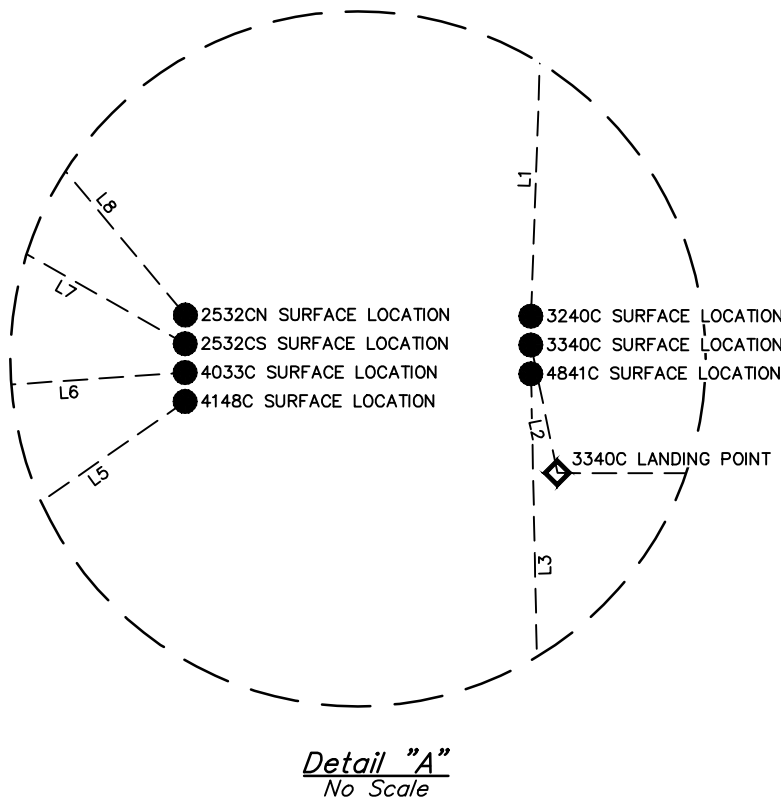 L1
L8
L7
2532CN SURFACE LOCATION
3240C SURFACE LOCATION
2532CS SURFACE LOCATION
3340C SURFACE LOCATION
4033C SURFACE LOCATION
4841C SURFACE LOCATION
L6
4148C SURFACE LOCATION
L2
3340C LANDING POINT
L5
L3
Detail "A"
No Scale